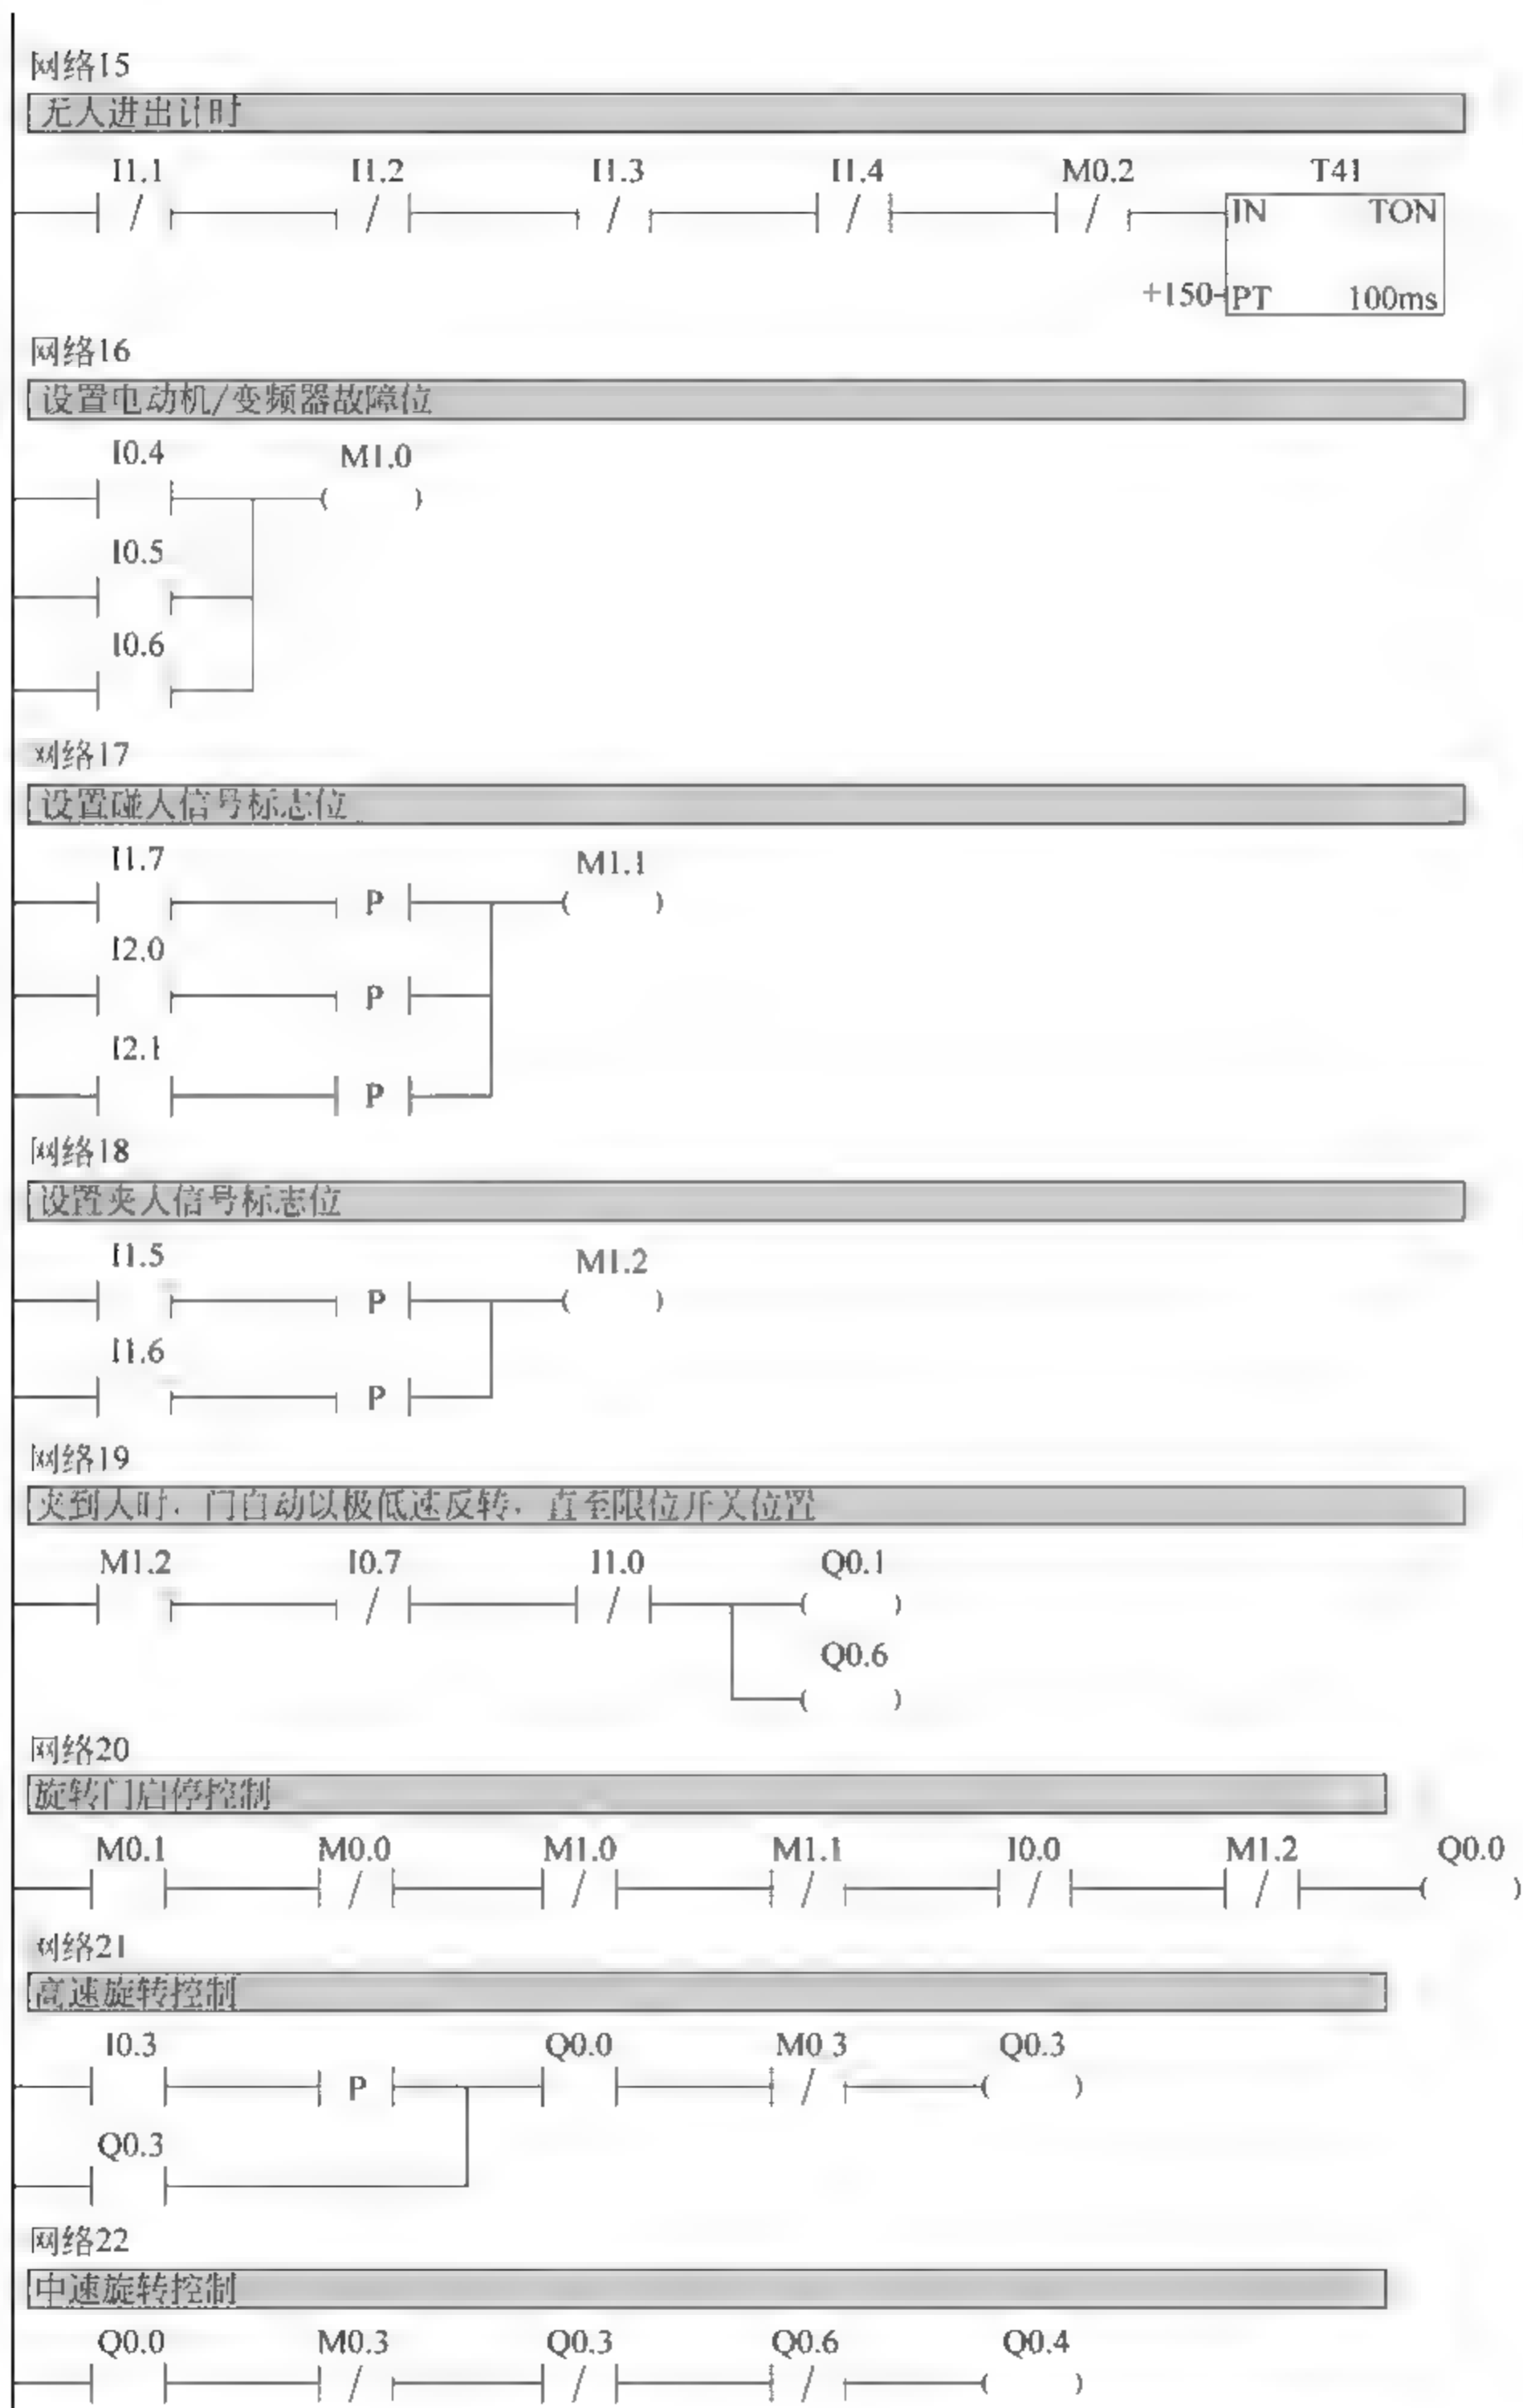 网络15
无人进出计时
I1.1 I1.2 I1.3 I1.4 M0.2 T41
IN TON
+150 PT 100ms
网络16
设置电动机/变频器故障位
I0.4 M1.0
I0.5
I0.6
网络17
设置碰人信号标志位
I1.7 M1.1
P
I2.0
P
I2.1
P
网络18
设置夹人信号标志位
I1.5 M1.2
P
I1.6
P
网络19
夹到人时，门自动以极低速反转，直至限位开关位置
M1.2 I0.7 I1.0 Q0.1
Q0.6
网络20
旋转门启停控制
M0.1 M0.0 M1.0 M1.1 I0.0 M1.2 Q0.0
网络21
高速旋转控制
I0.3 Q0.0 M0.3 Q0.3
P
Q0.3
网络22
中速旋转控制
Q0.0 M0.3 Q0.3 Q0.6 Q0.4